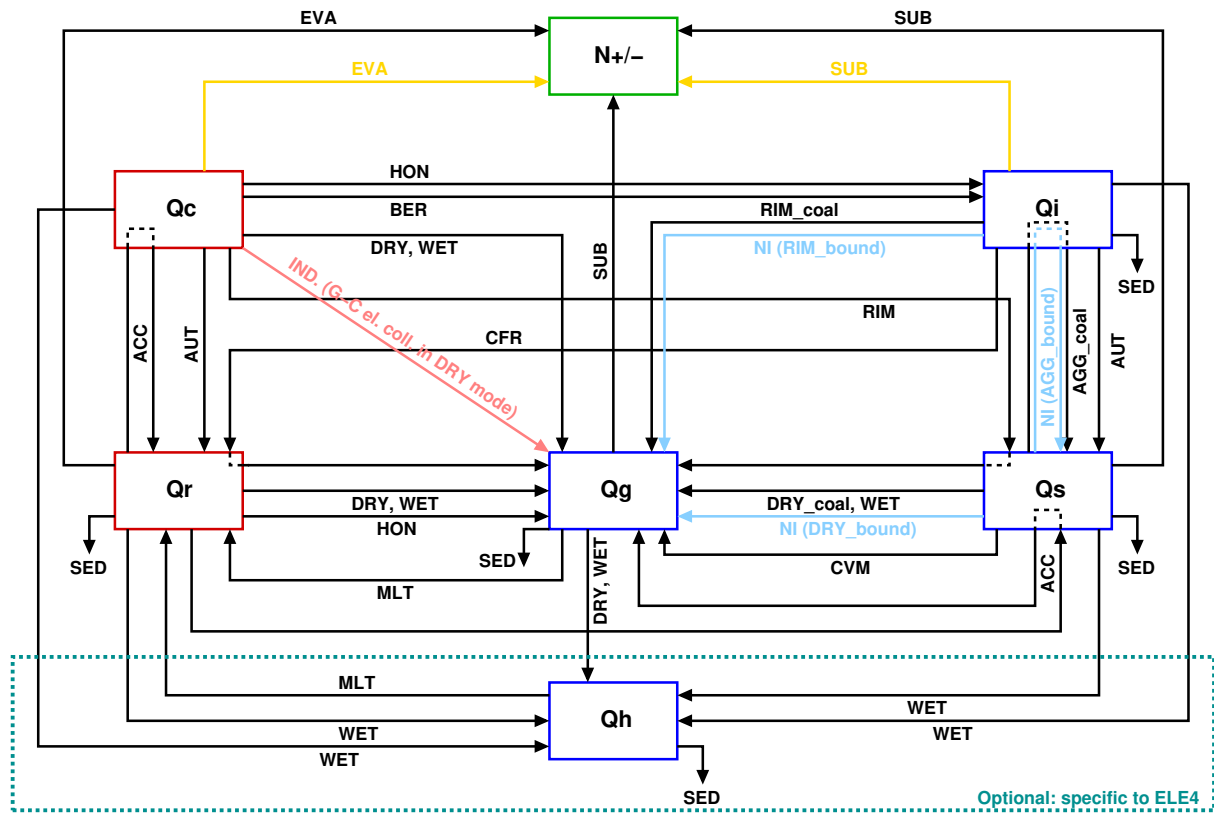 EVA
SUB
N+/−
EVA
SUB
HON
Qc
BER
RIM_coal
Qi
DRY, WET
NI (RIM_bound)
SUB
IND. (G−C el. coll. in DRY mode)
SED
RIM
ACC
AUT
CFR
NI (AGG_bound)
AGG_coal
AUT
Qr
Qg
Qs
DRY, WET
DRY_coal, WET
HON
NI (DRY_bound)
SED
SED
CVM
SED
MLT
DRY, WET
ACC
MLT
Qh
WET
WET
WET
WET
SED
Optional: specific to ELE4